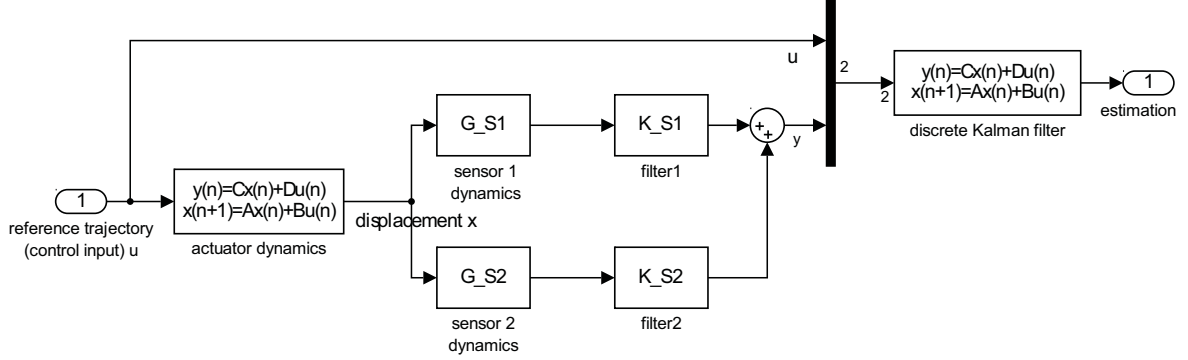 u
2
2
y(n)=Cx(n)+Du(n)
x(n+1)=Ax(n)+Bu(n)
discrete Kalman filter
1
estimation
G_S1
sensor 1
dynamics
K_S1
filter1
+
+
y
1
reference trajectory
(control input) u
y(n)=Cx(n)+Du(n)
x(n+1)=Ax(n)+Bu(n)
actuator dynamics
displacement x
G_S2
sensor 2
dynamics
K_S2
filter2